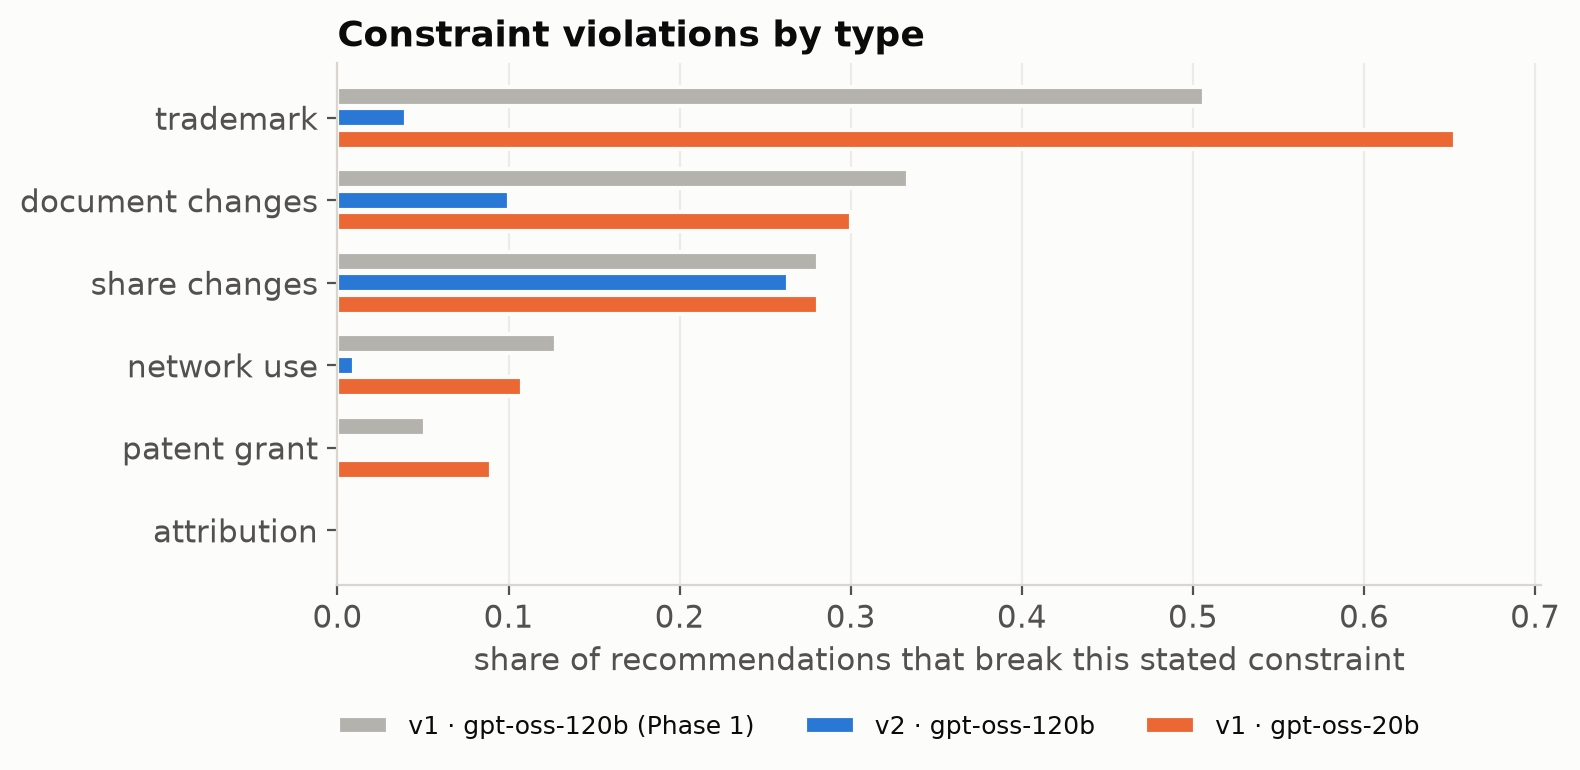 Constraint violations by type
trademark
document changes
share changes
network use
patent grant
attribution
0.0 0.1 0.2 0.3 0.4 0.5 0.6 0.7
share of recommendations that break this stated constraint
v1 · gpt-oss-120b (Phase 1) v2 · gpt-oss-120b v1 · gpt-oss-20b